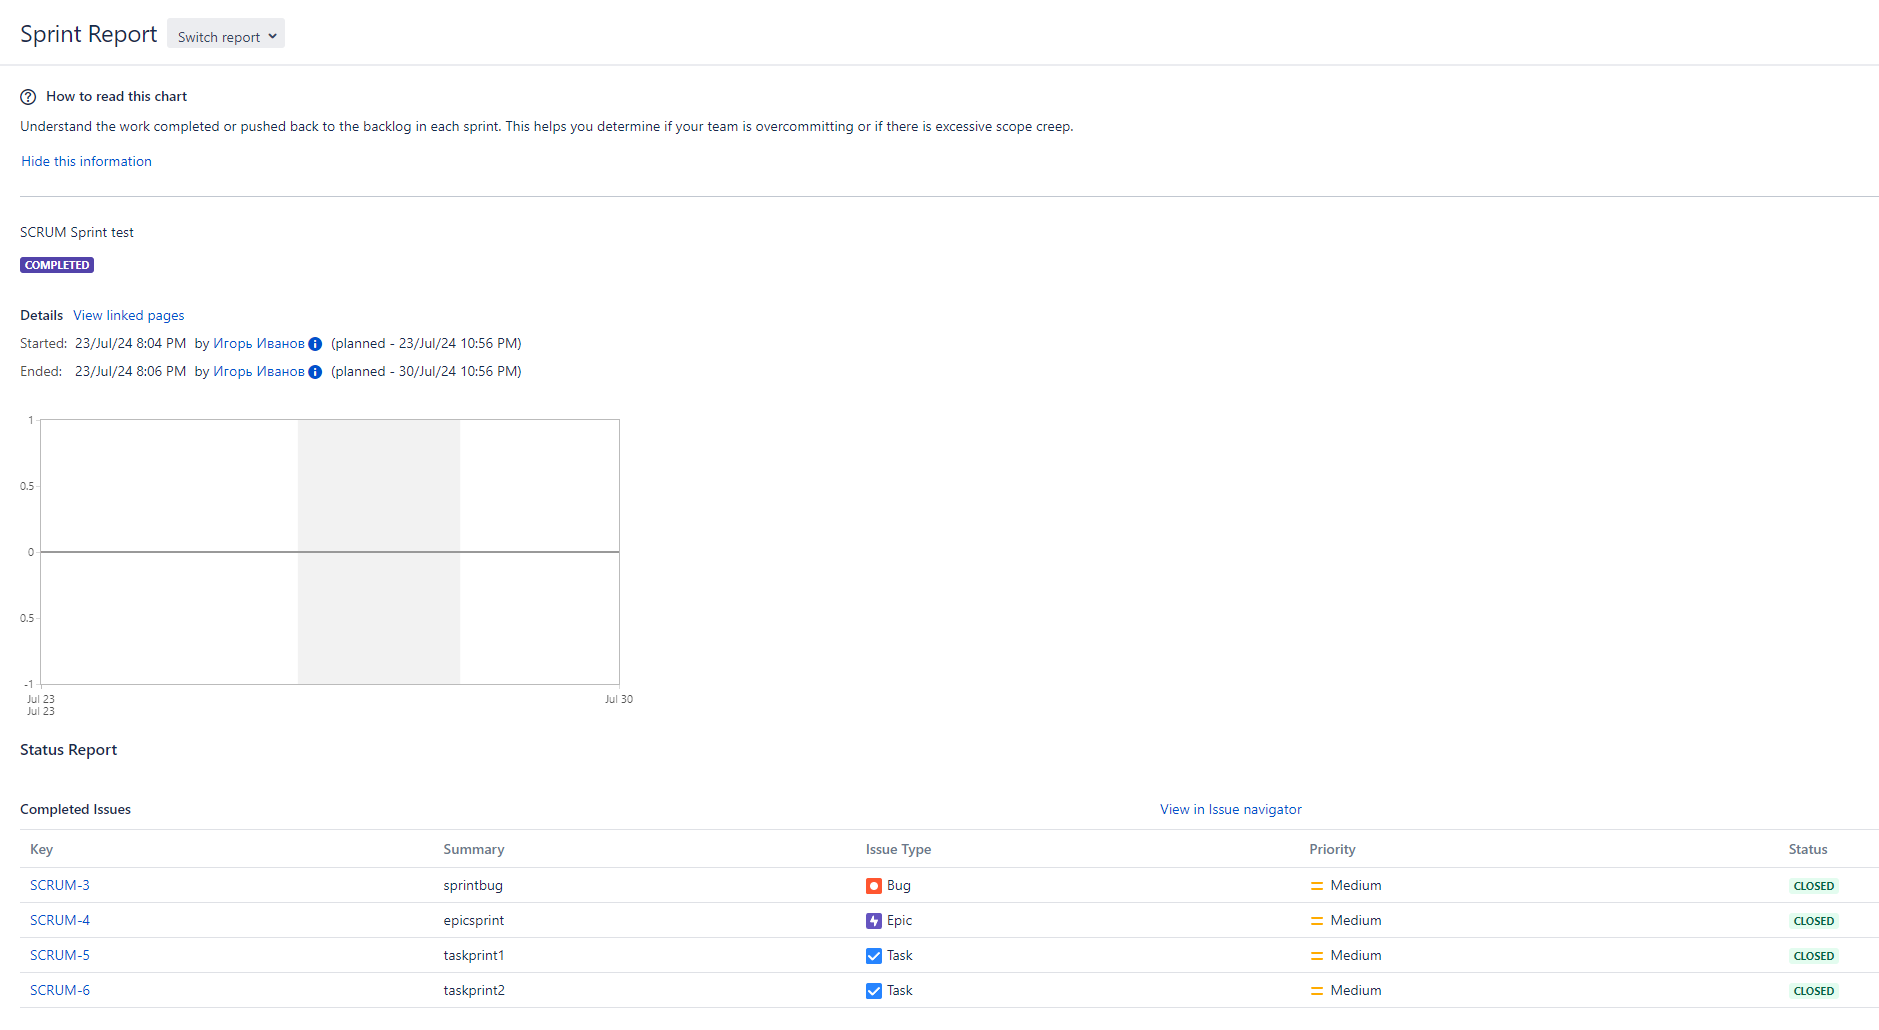 Sprint Report Switch report
How to read this chart
Understand the work completed or pushed back to the backlog in each sprint. This helps you determine if your team is overcommitting or if there is excessive scope creep.
Hide this information
SCRUM Sprint test
COMPLETED
Details View linked pages
Started: 23/Jul/24 8:04 PM by Игорь Иванов (planned - 23/Jul/24 10:56 PM)
Ended: 23/Jul/24 8:06 PM by Игорь Иванов (planned - 30/Jul/24 10:56 PM)
1
0.5
0
0.5
-1
Jul 23 Jul 30
Jul 23
Status Report
Completed Issues View in Issue navigator
Key Summary Issue Type Priority Status
SCRUM-3 sprintbug Bug Medium CLOSED
SCRUM-4 epicsprint Epic Medium CLOSED
SCRUM-5 taskprint1 Task Medium CLOSED
SCRUM-6 taskprint2 Task Medium CLOSED